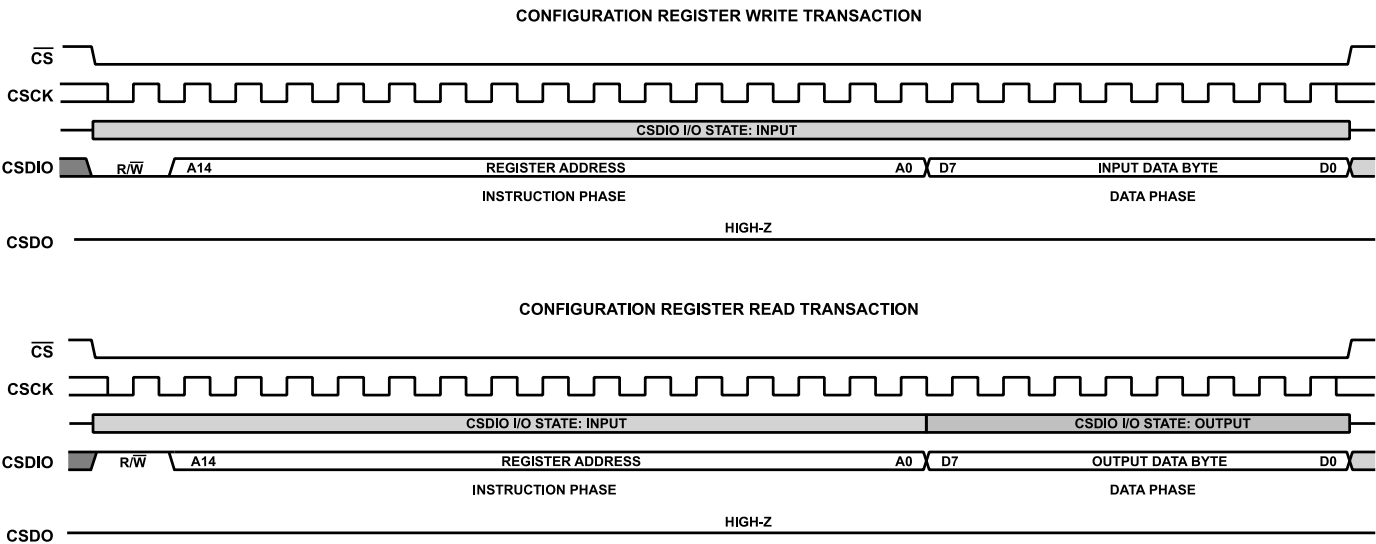 CONFIGURATION REGISTER WRITE TRANSACTION
CS
CSCK
CSDIO I/O STATE: INPUT
CSDIO R/W A14 REGISTER ADDRESS A0 D7 INPUT DATA BYTE D0
INSTRUCTION PHASE DATA PHASE
HIGH-Z
CSDO
CONFIGURATION REGISTER READ TRANSACTION
CS
CSCK
CSDIO I/O STATE: INPUT CSDIO I/O STATE: OUTPUT
CSDIO R/W A14 REGISTER ADDRESS A0 D7 OUTPUT DATA BYTE D0
INSTRUCTION PHASE DATA PHASE
HIGH-Z
CSDO